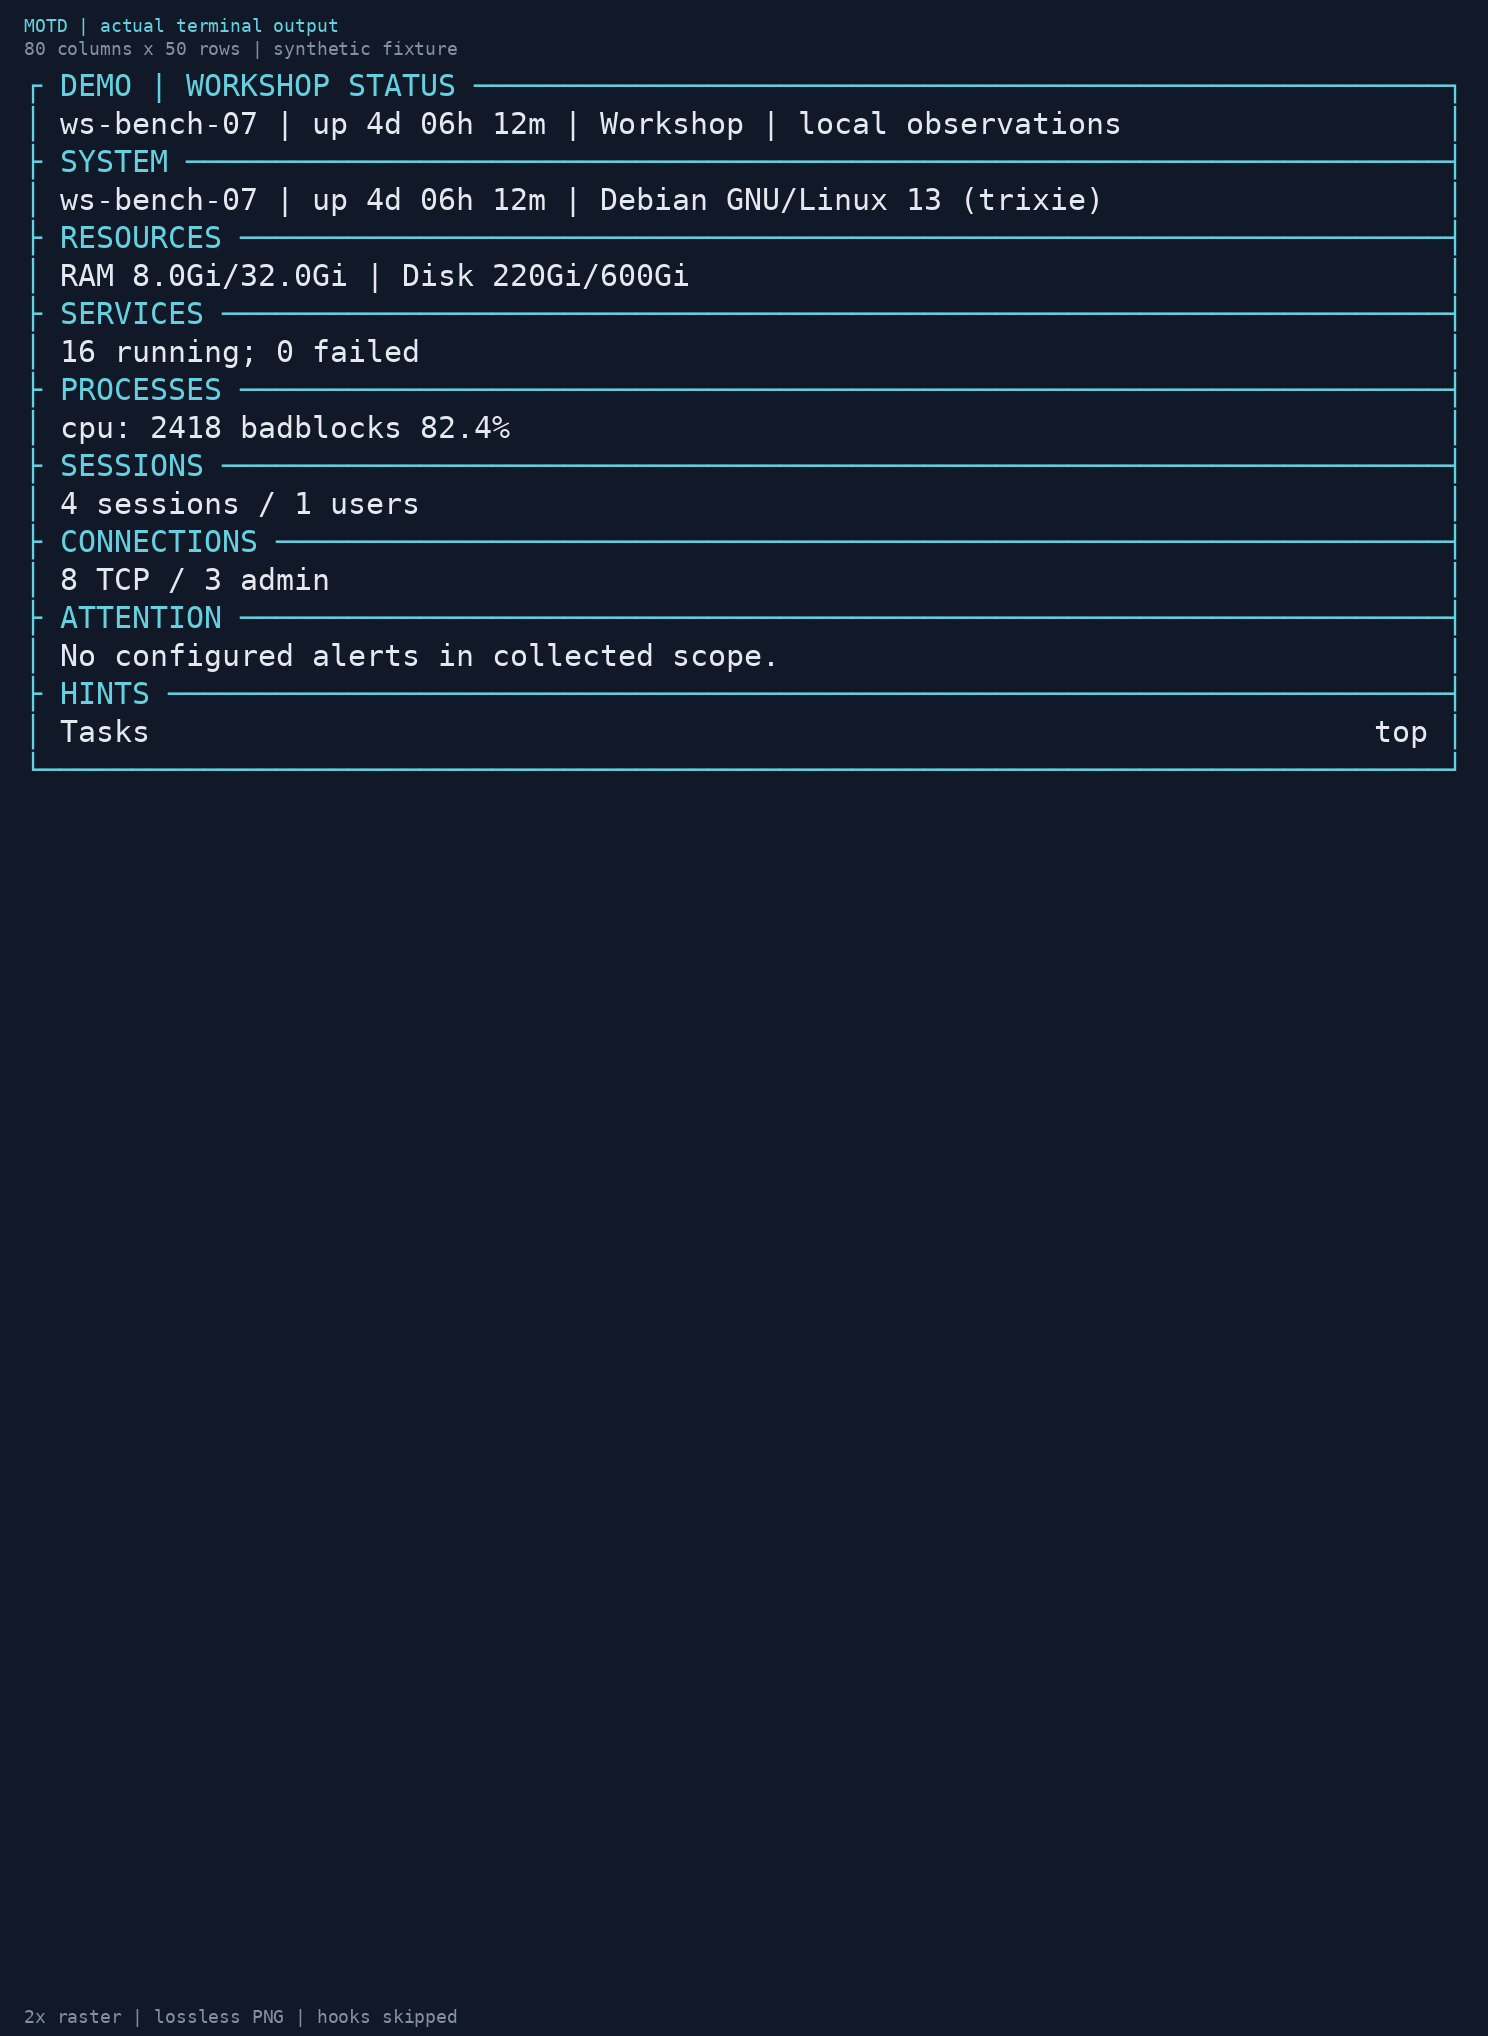 MOTD | actual terminal output
80 columns x 50 rows | synthetic fixture
DEMO | WORKSHOP STATUS
ws-bench-07 | up 4d 06h 12m | Workshop | local observations
SYSTEM
ws-bench-07 | up 4d 06h 12m | Debian GNU/Linux 13 (trixie)
RESOURCES
RAM 8.0Gi/32.0Gi | Disk 220Gi/600Gi
SERVICES
16 running; 0 failed
PROCESSES
cpu: 2418 badblocks 82.4%
SESSIONS
4 sessions / 1 users
CONNECTIONS
8 TCP / 3 admin
ATTENTION
No configured alerts in collected scope.
HINTS
Tasks top
2x raster | lossless PNG | hooks skipped